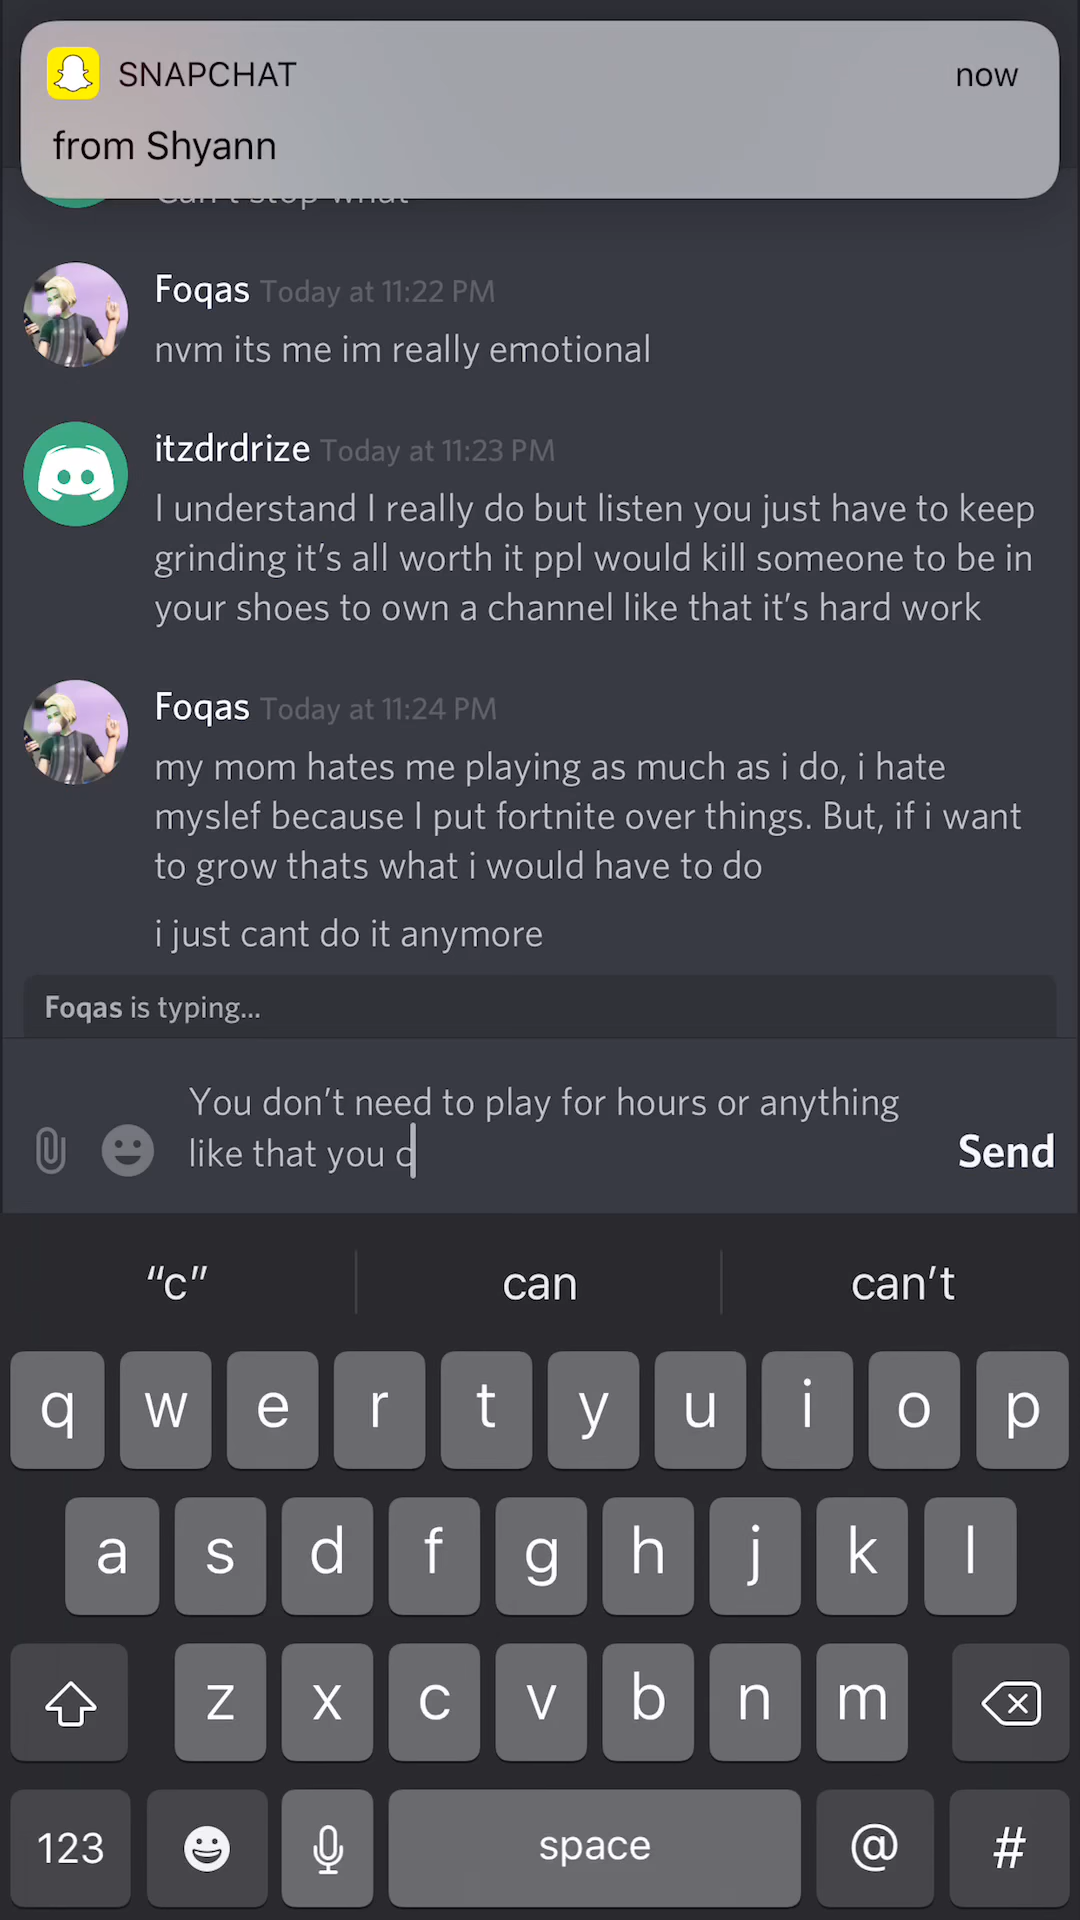 SNAPCHAT
now
from Shyann
Can't stop what
Foqas Today at 11:22 PM
nvm its me im really emotional
itzdrdrize Today at 11:23 PM
I understand I really do but listen you just have to keep
grinding it’s all worth it ppl would kill someone to be in
your shoes to own a channel like that it’s hard work
Foqas Today at 11:24 PM
my mom hates me playing as much as i do, i hate
myslef because I put fortnite over things. But, if i want
to grow thats what i would have to do
i just cant do it anymore
Foqas is typing...
You don’t need to play for hours or anything
like that you c
Send
“c” can can’t
q w e r t y u i o p
a s d f g h j k l
z x c v b n m
123 space @ #